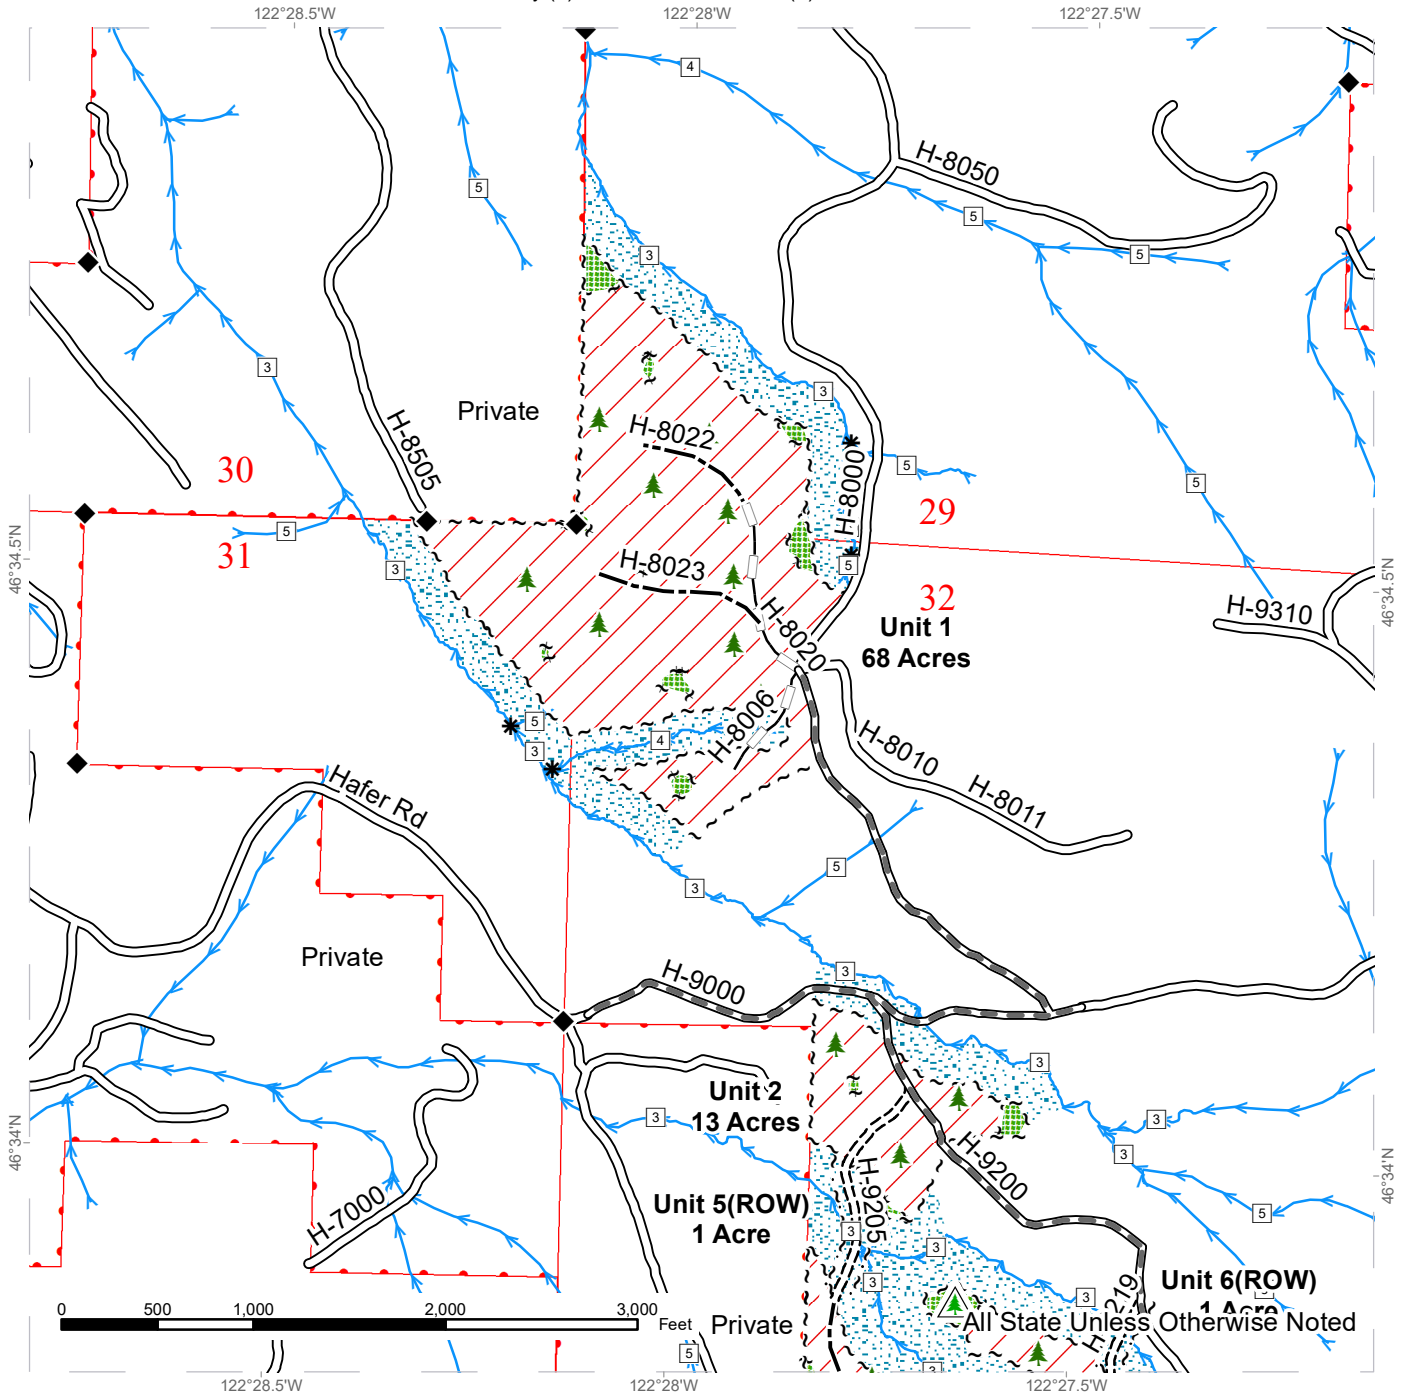 122°28.5'W
122°28'W
122°27.5'W
4
H-8050
5
5
3
5
3
3
H-8505
Private
H-8022
30
5
H-8000
5
29
5
46°34.5'N
31
3
H-8023
5
46°34.5'N
32
H-9310
H-8020
Unit 1
68 Acres
H-8006
5
4
3
H-8010
Hafer Rd
H-8011
5
3
Private
3
H-9000
3
Unit 2
13 Acres
3
3
46°34'N
3
46°34'N
H-9200
H-9205
H-7000
Unit 5(ROW)
1 Acre
5
3
3
3
3
Unit 6(ROW)
1 Acre
0 500 1,000 2,000 3,000
Feet
Private
All State Unless Otherwise Noted
5
122°28.5'W
122°28'W
122°27.5'W